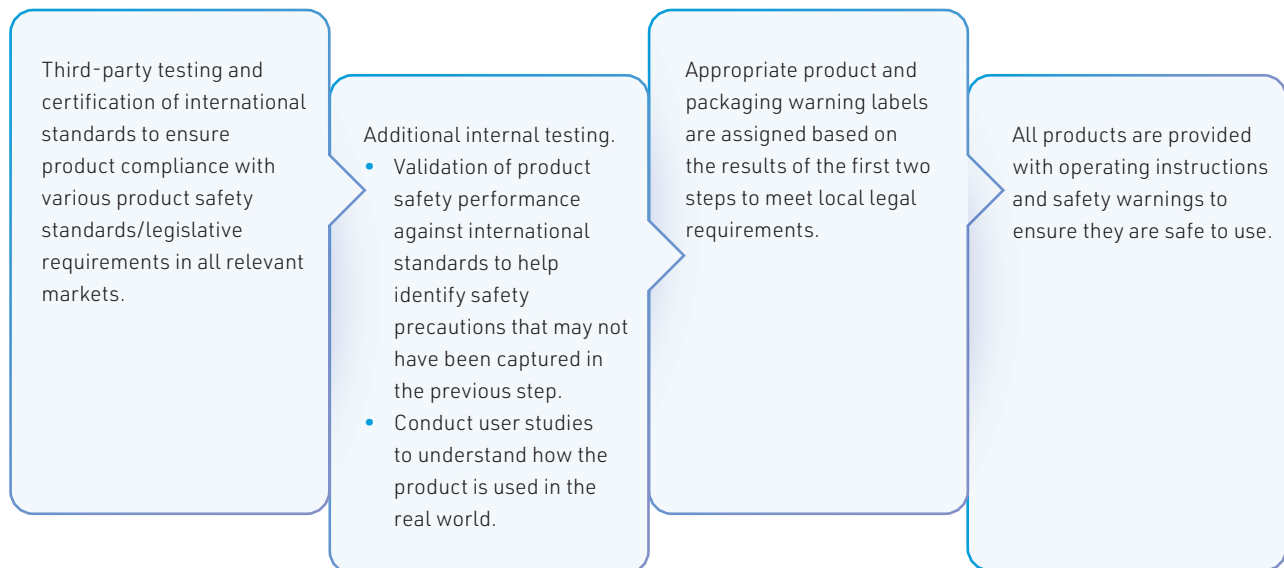 Third-party testing and
certification of international
standards to ensure
product compliance with
various product safety
standards/legislative
requirements in all relevant
markets.
Additional internal testing.
• Validation of product
safety performance
against international
standards to help
identify safety
precautions that may not
have been captured in
the previous step.
• Conduct user studies
to understand how the
product is used in the
real world.
Appropriate product and
packaging warning labels
are assigned based on
the results of the first two
steps to meet local legal
requirements.
All products are provided
with operating instructions
and safety warnings to
ensure they are safe to use.